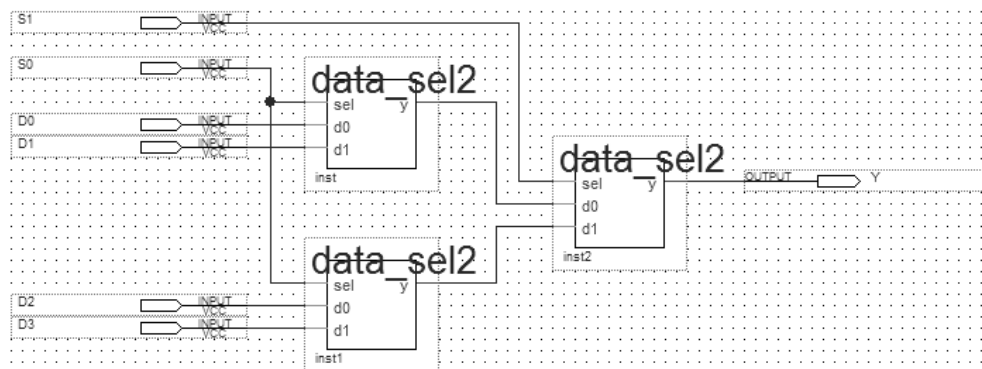 S1 INPUT
VCC
S0 INPUT
VCC
data_sel2
sel y
D0 INPUT
VCC
d0
D1 INPUT
VCC
d1
inst
data_sel2
sel y
OUTPUT Y
d0
d1
inst2
data_sel2
sel y
D2 INPUT
VCC
d0
D3 INPUT
VCC
d1
inst1